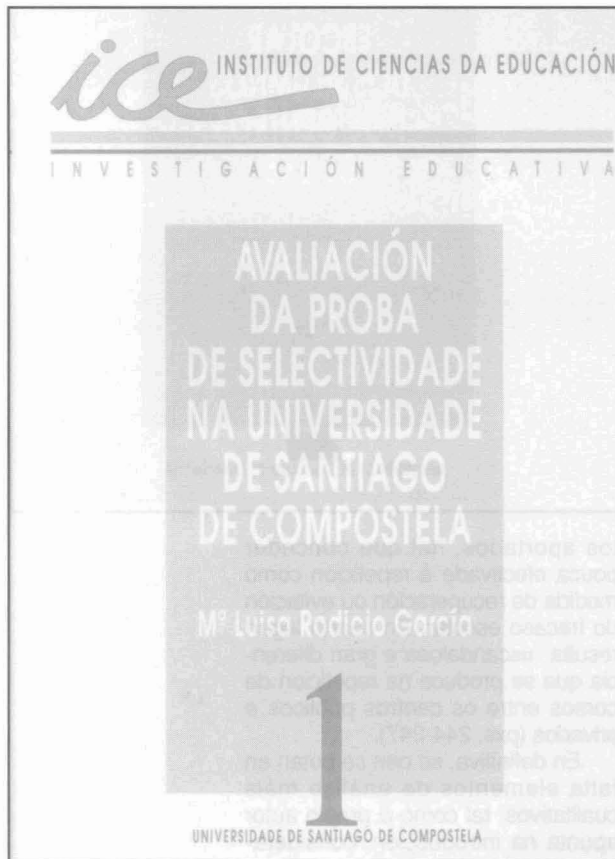 ice INSTITUTO DE CIENCIAS DA EDUCACIÓN
INVESTIGACIÓN EDUCATIVA
AVALIACIÓN
DA PROBA
DE SELECTIVIDADE
NA UNIVERSIDADE
DE SANTIAGO
DE COMPOSTELA
Mª Luisa Rodicio García
1
UNIVERSIDADE DE SANTIAGO DE COMPOSTELA